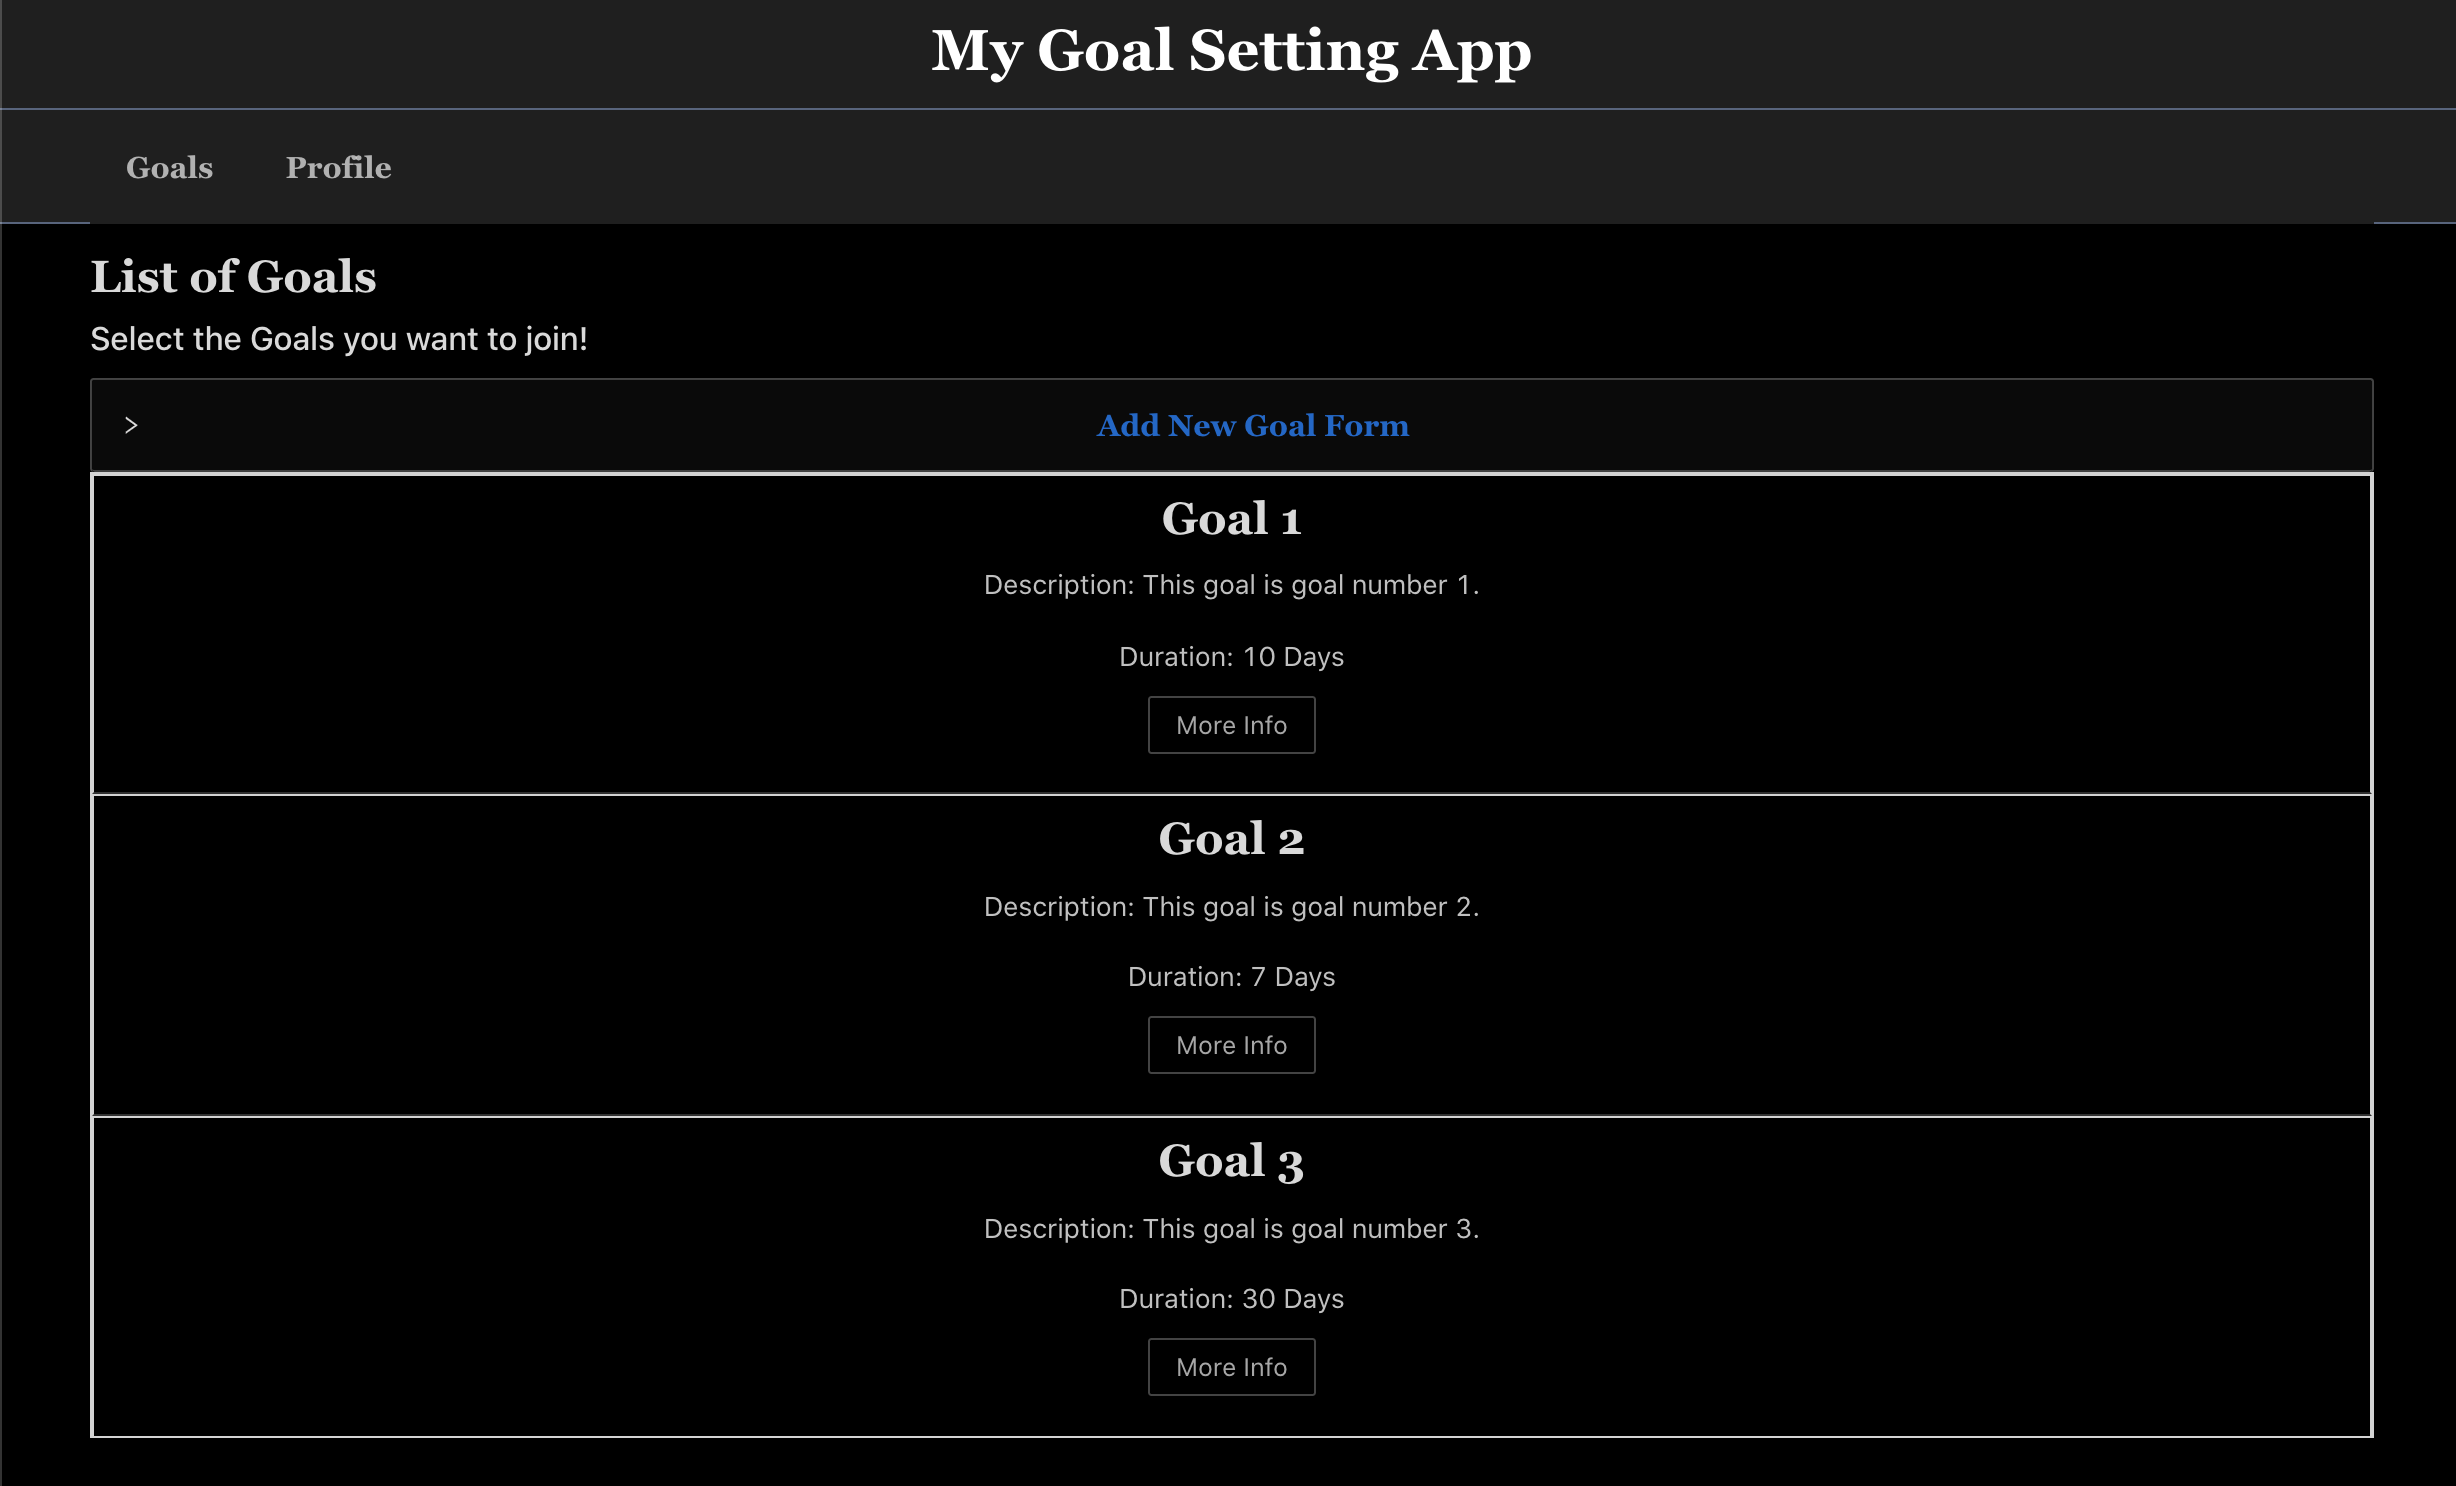 My Goal Setting App
Goals Profile
List of Goals
Select the Goals you want to join!
> Add New Goal Form
Goal 1
Description: This goal is goal number 1.
Duration: 10 Days
More Info
Goal 2
Description: This goal is goal number 2.
Duration: 7 Days
More Info
Goal 3
Description: This goal is goal number 3.
Duration: 30 Days
More Info